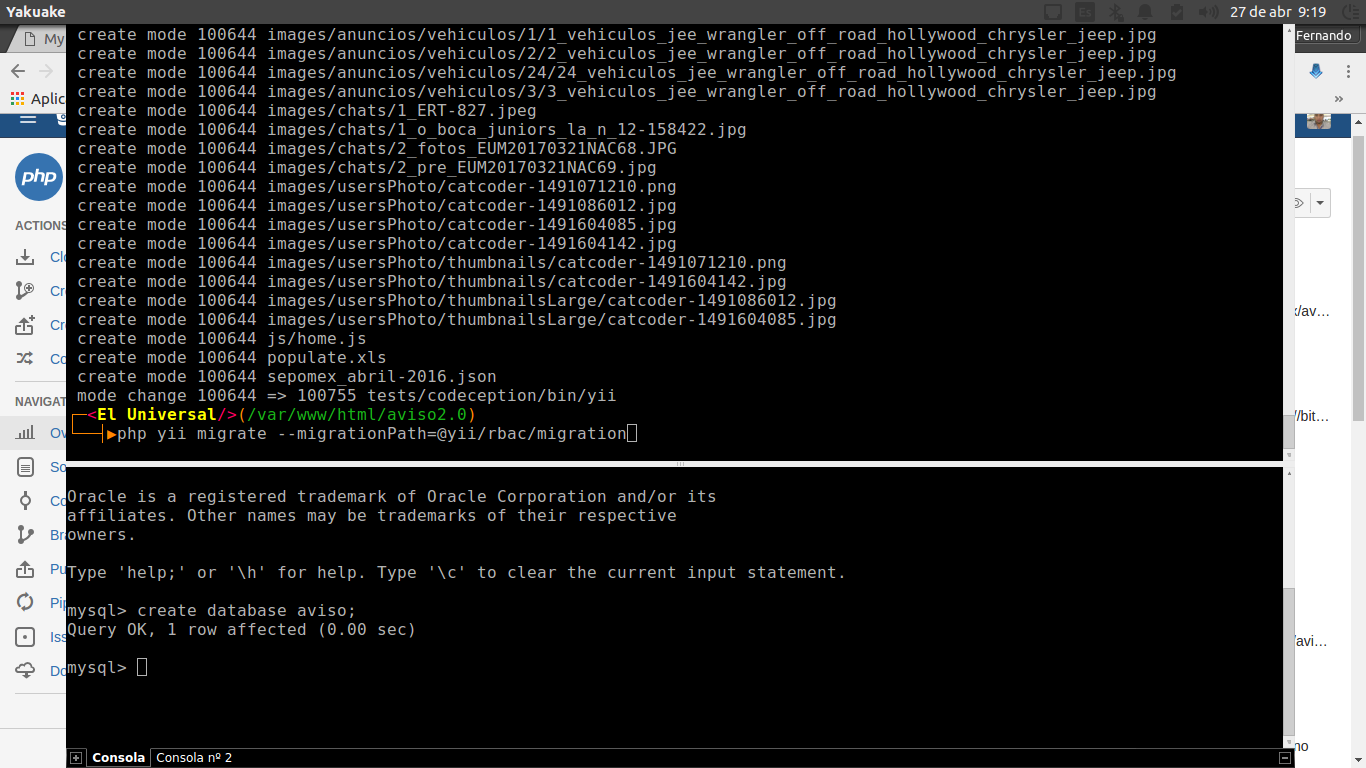 Yakuake
Es
27 de abr 9:19
My
Fernando
Aplic
»
php
ACTIONS
Clo
Cr
Cr
Co
NAVIGAT
Ov
So
Co
Br
Pu
Pip
Iss
Do
create mode 100644 images/anuncios/vehiculos/1/1_vehiculos_jee_wrangler_off_road_hollywood_chrysler_jeep.jpg
create mode 100644 images/anuncios/vehiculos/2/2_vehiculos_jee_wrangler_off_road_hollywood_chrysler_jeep.jpg
create mode 100644 images/anuncios/vehiculos/24/24_vehiculos_jee_wrangler_off_road_hollywood_chrysler_jeep.jpg
create mode 100644 images/anuncios/vehiculos/3/3_vehiculos_jee_wrangler_off_road_hollywood_chrysler_jeep.jpg
create mode 100644 images/chats/1_ERT-827.jpeg
create mode 100644 images/chats/1_o_boca_juniors_la_n_12-158422.jpg
create mode 100644 images/chats/2_fotos_EUM20170321NAC68.JPG
create mode 100644 images/chats/2_pre_EUM20170321NAC69.jpg
create mode 100644 images/usersPhoto/catcoder-1491071210.png
create mode 100644 images/usersPhoto/catcoder-1491086012.jpg
create mode 100644 images/usersPhoto/catcoder-1491604085.jpg
create mode 100644 images/usersPhoto/catcoder-1491604142.jpg
create mode 100644 images/usersPhoto/thumbnails/catcoder-1491071210.png
create mode 100644 images/usersPhoto/thumbnails/catcoder-1491604142.jpg
create mode 100644 images/usersPhoto/thumbnailsLarge/catcoder-1491086012.jpg
create mode 100644 images/usersPhoto/thumbnailsLarge/catcoder-1491604085.jpg
create mode 100644 js/home.js
create mode 100644 populate.xls
create mode 100644 sepomex_abril-2016.json
mode change 100644 => 100755 tests/codeception/bin/yii
<El Universal/>(/var/www/html/aviso2.0)
php yii migrate --migrationPath=@yii/rbac/migration
Oracle is a registered trademark of Oracle Corporation and/or its
affiliates. Other names may be trademarks of their respective
owners.
Type 'help;' or '\h' for help. Type '\c' to clear the current input statement.
mysql> create database aviso;
Query OK, 1 row affected (0.00 sec)
mysql>
x/av…
//bit…
/avi…
no
Consola
Consola nº 2